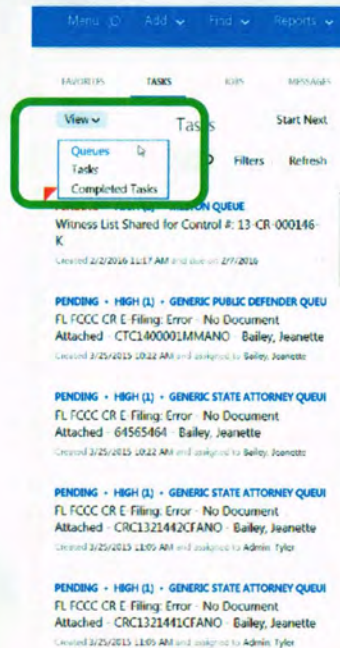 Menu Add Find Reports
FAVORITES TASKS JOBS MESSAGES
View Tasks Start Next
Queues
Tasks
Completed Tasks
Filters Refresh
QUEUE
Witness List Shared for Control #: 13-CR-000146-
K
Created 2/2/2016 11:17 AM and due on 2/7/2016
PENDING • HIGH (1) • GENERIC PUBLIC DEFENDER QUEU
FL FCCC CR E-Filing: Error - No Document
Attached - CTC1400001MMANO - Bailey, Jeanette
Created 3/25/2015 10:22 AM and assigned to Bailey, Jeanette
PENDING • HIGH (1) • GENERIC STATE ATTORNEY QUEUE
FL FCCC CR E-Filing: Error - No Document
Attached - 64565464 - Bailey, Jeanette
Created 3/25/2015 10:22 AM and assigned to Bailey, Jeanette
PENDING • HIGH (1) • GENERIC STATE ATTORNEY QUEUE
FL FCCC CR E-Filing: Error - No Document
Attached - CRC1321442CFANO - Bailey, Jeanette
Created 3/25/2015 11:05 AM and assigned to Admin, Tyler
PENDING • HIGH (1) • GENERIC STATE ATTORNEY QUEUE
FL FCCC CR E-Filing: Error - No Document
Attached - CRC1321441CFANO - Bailey, Jeanette
Created 3/25/2015 11:05 AM and assigned to Admin, Tyler